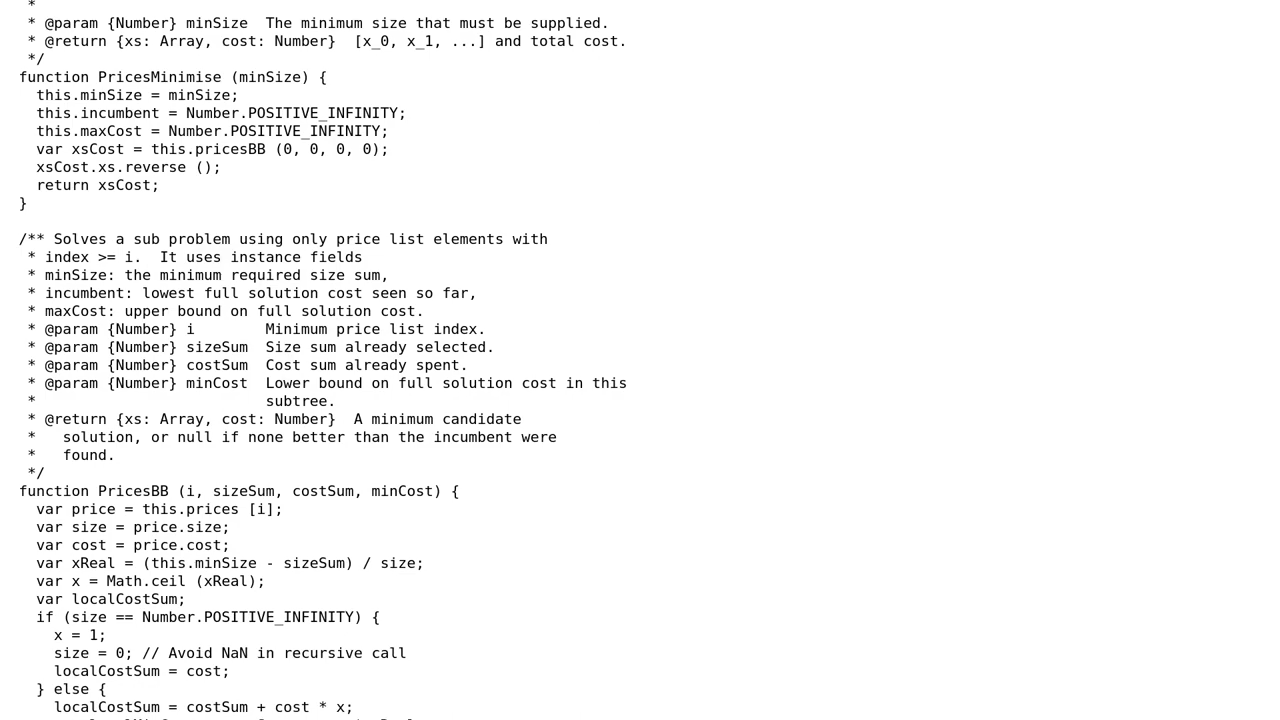 *
 * @param {Number} minSize  The minimum size that must be supplied.
 * @return {xs: Array, cost: Number}  [x_0, x_1, ...] and total cost.
 */
function PricesMinimise (minSize) {
  this.minSize = minSize;
  this.incumbent = Number.POSITIVE_INFINITY;
  this.maxCost = Number.POSITIVE_INFINITY;
  var xsCost = this.pricesBB (0, 0, 0, 0);
  xsCost.xs.reverse ();
  return xsCost;
}

/** Solves a sub problem using only price list elements with
 * index >= i.  It uses instance fields
 * minSize: the minimum required size sum,
 * incumbent: lowest full solution cost seen so far,
 * maxCost: upper bound on full solution cost.
 * @param {Number} i        Minimum price list index.
 * @param {Number} sizeSum  Size sum already selected.
 * @param {Number} costSum  Cost sum already spent.
 * @param {Number} minCost  Lower bound on full solution cost in this
 *                          subtree.
 * @return {xs: Array, cost: Number}  A minimum candidate
 *   solution, or null if none better than the incumbent were
 *   found.
 */
function PricesBB (i, sizeSum, costSum, minCost) {
  var price = this.prices [i];
  var size = price.size;
  var cost = price.cost;
  var xReal = (this.minSize - sizeSum) / size;
  var x = Math.ceil (xReal);
  var localCostSum;
  if (size == Number.POSITIVE_INFINITY) {
    x = 1;
    size = 0; // Avoid NaN in recursive call
    localCostSum = cost;
  } else {
    localCostSum = costSum + cost * x;